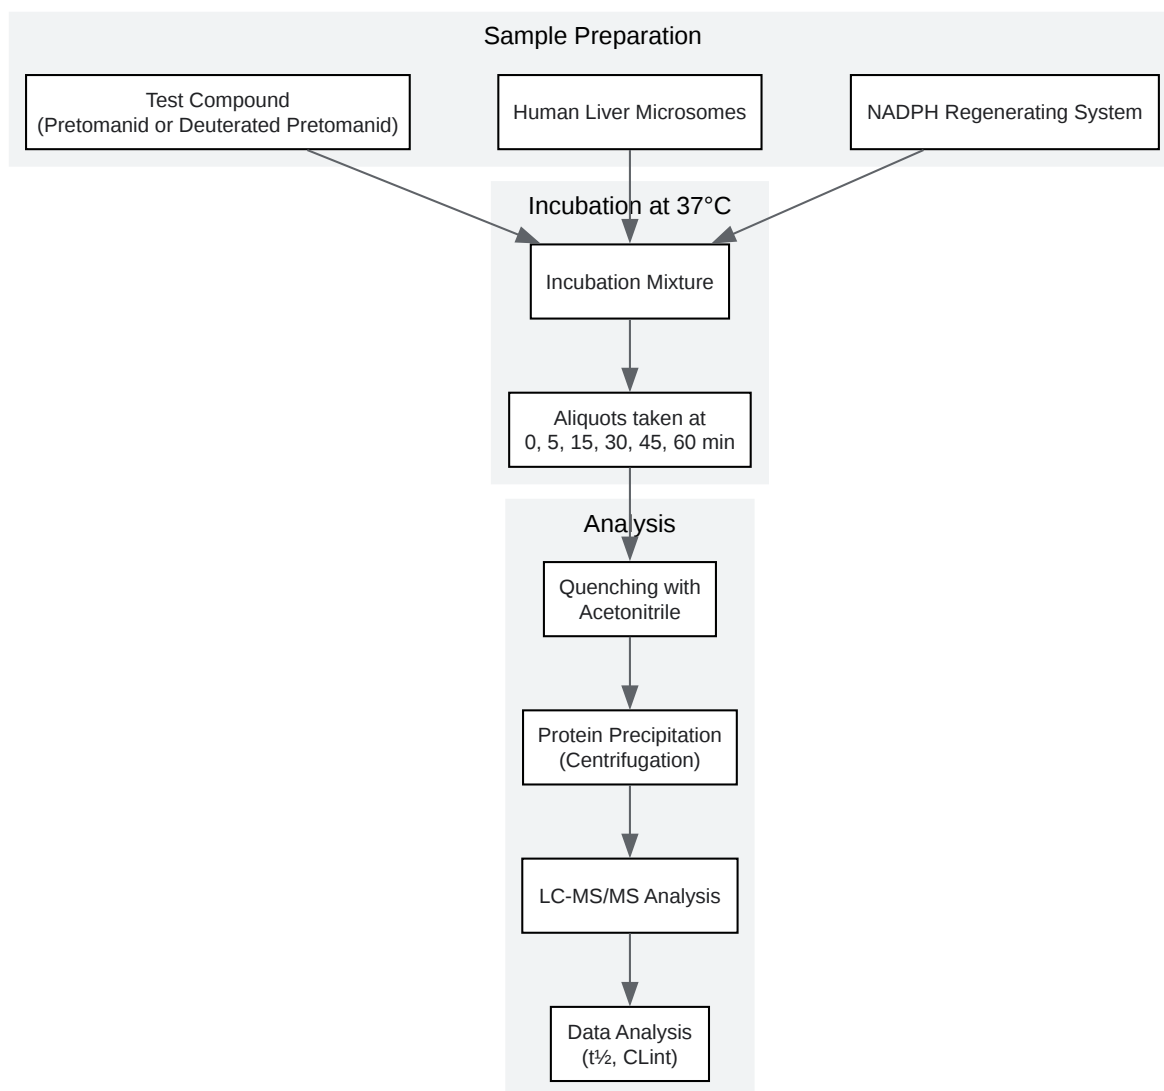 Sample Preparation
Test Compound
(Pretomanid or Deuterated Pretomanid)
Human Liver Microsomes
NADPH Regenerating System
Incubation at 37°C
Incubation Mixture
Aliquots taken at
0, 5, 15, 30, 45, 60 min
Analysis
Quenching with
Acetonitrile
Protein Precipitation
(Centrifugation)
LC-MS/MS Analysis
Data Analysis
(t½, CLint)